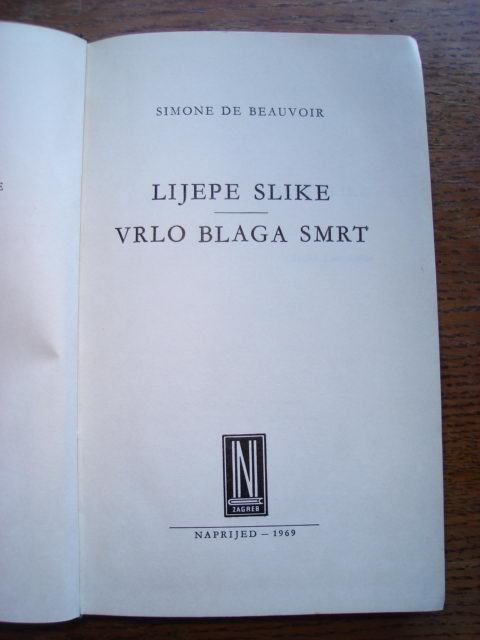 SIMONE DE BEAUVOIR
LIJEPE SLIKE
VRLO BLAGA SMRT
N
ZAGREB
NAPRIJED — 1969